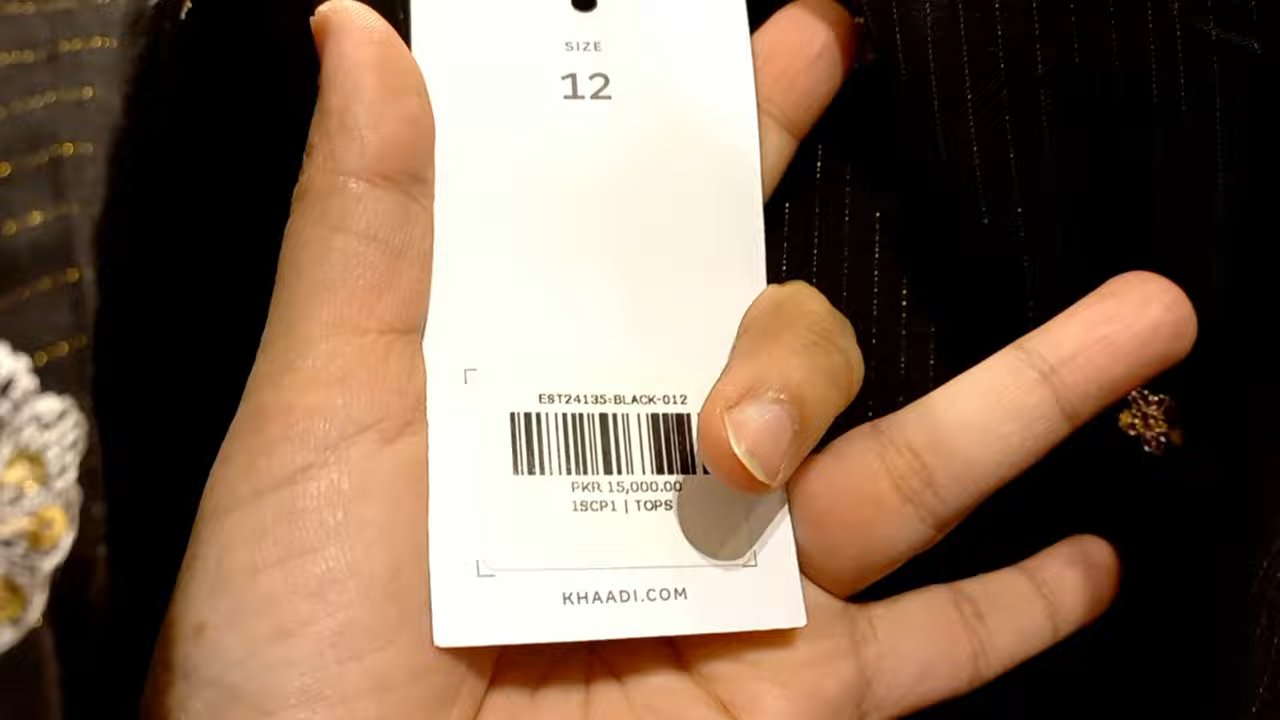 SIZE
12
EST24135-BLACK-012
PKR 15,000.00
1SCP1 | TOPS
KHAADI.COM